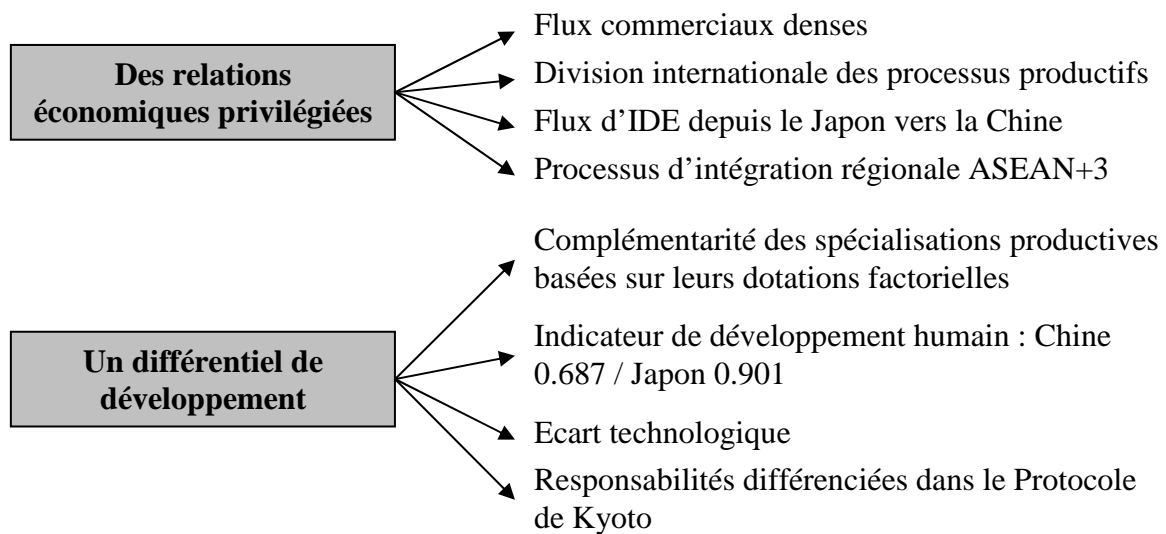 Des relations
économiques privilégiées
Flux commerciaux denses
Division internationale des processus productifs
Flux d’IDE depuis le Japon vers la Chine
Processus d’intégration régionale ASEAN+3
Un différentiel de
développement
Complémentarité des spécialisations productives
basées sur leurs dotations factorielles
Indicateur de développement humain : Chine
0.687 / Japon 0.901
Ecart technologique
Responsabilités différenciées dans le Protocole
de Kyoto